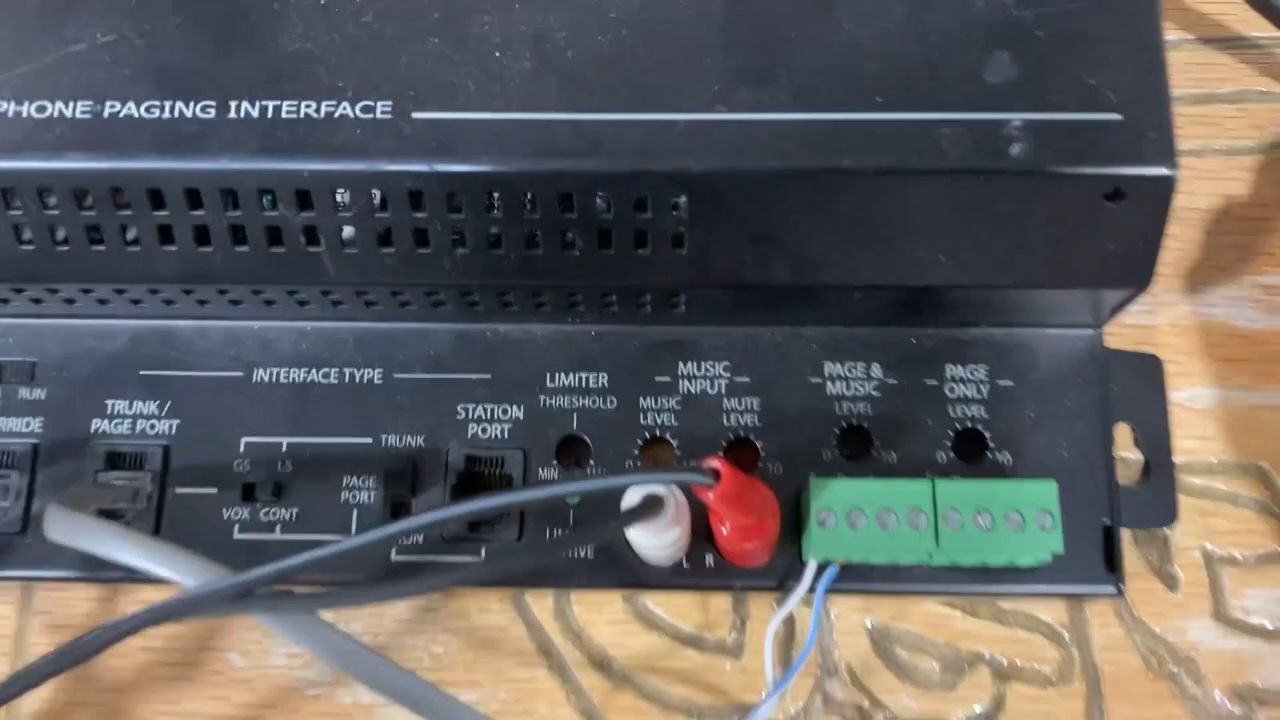 PHONE PAGING INTERFACE
RUN
RRIDE
TRUNK /
PAGE PORT
INTERFACE TYPE
TRUNK
GS LS
VOX CONT
PAGE
PORT
STATION
PORT
LIMITER
THRESHOLD
MIN
MUSIC
INPUT
MUSIC
LEVEL
MUTE
LEVEL
0
10
L R
PAGE &
MUSIC
LEVEL
0 10
PAGE
ONLY
LEVEL
0 10